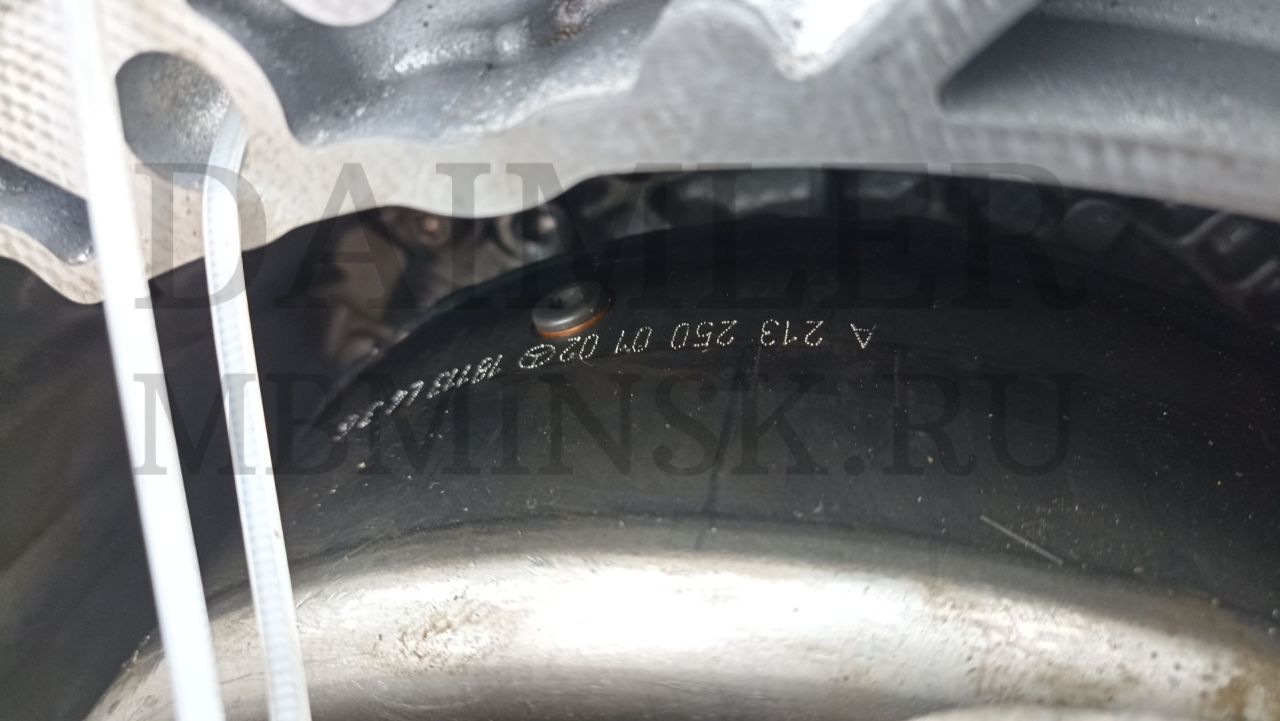 DAIMLER
A 213 250 01 02
MBMINSK.RU